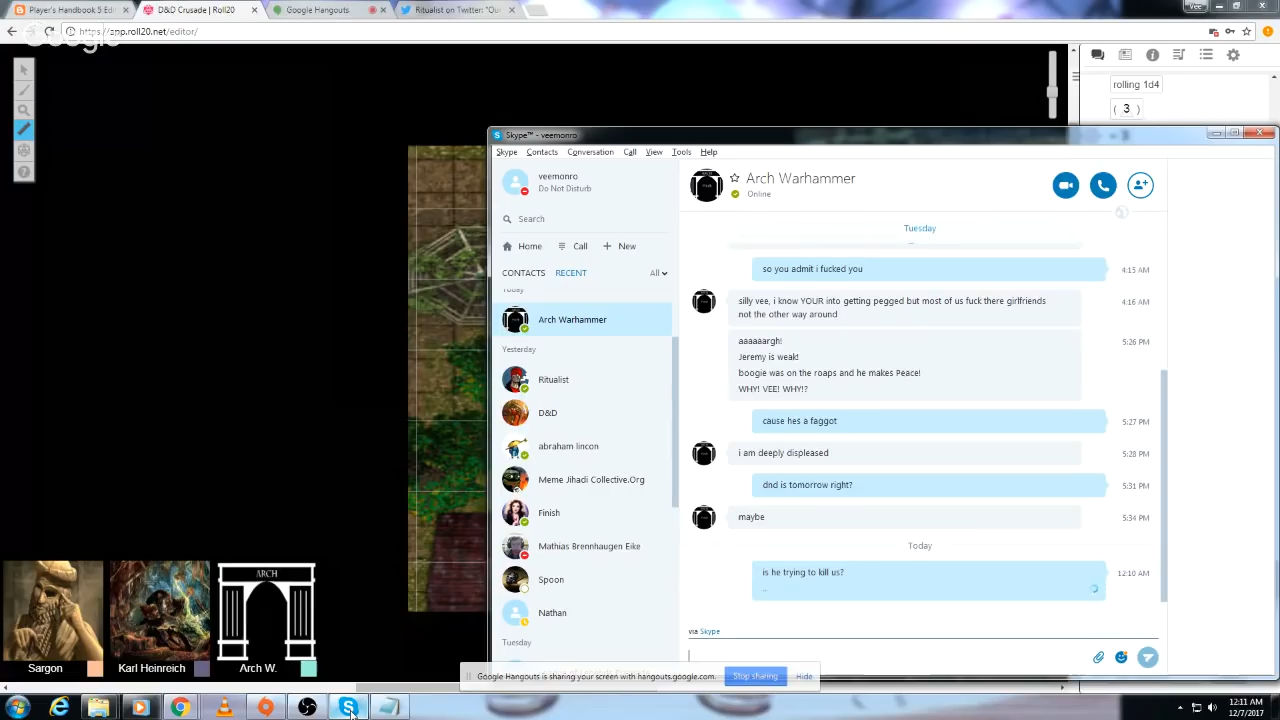 Player's Handbook 5 Edi
D&D Crusade | Roll20
Google Hangouts
Ritualist on Twitter: "Qu
Vee
https://app.roll20.net/editor/
Google
rolling 1d4
( 3 )
= 3
Skype™ - veemonro
Skype Contacts Conversation Call View Tools Help
veemonro
Do Not Disturb
Search
Home Call New
CONTACTS RECENT All
Today
Arch Warhammer
Yesterday
Ritualist
D&D
abraham lincon
Meme Jihadi Collective.Org
Finish
Mathias Brennhaugen Eike
Spoon
Nathan
Tuesday
Arch Warhammer
Online
Tuesday
so you admit i fucked you
4:15 AM
silly vee, i know YOUR into getting pegged but most of us fuck there girlfriends
not the other way around
4:16 AM
aaaaaargh!
Jeremy is weak!
boogie was on the roaps and he makes Peace!
WHY! VEE! WHY!?
5:26 PM
cause hes a faggot
5:27 PM
i am deeply displeased
5:28 PM
dnd is tomorrow right?
5:31 PM
maybe
5:34 PM
Today
is he trying to kill us?
..
12:10 AM
via Skype
ARCH
Sargon
Karl Heinreich
Arch W.
Google Hangouts is sharing your screen with hangouts.google.com.
Stop sharing
Hide
12:11 AM
12/7/2017